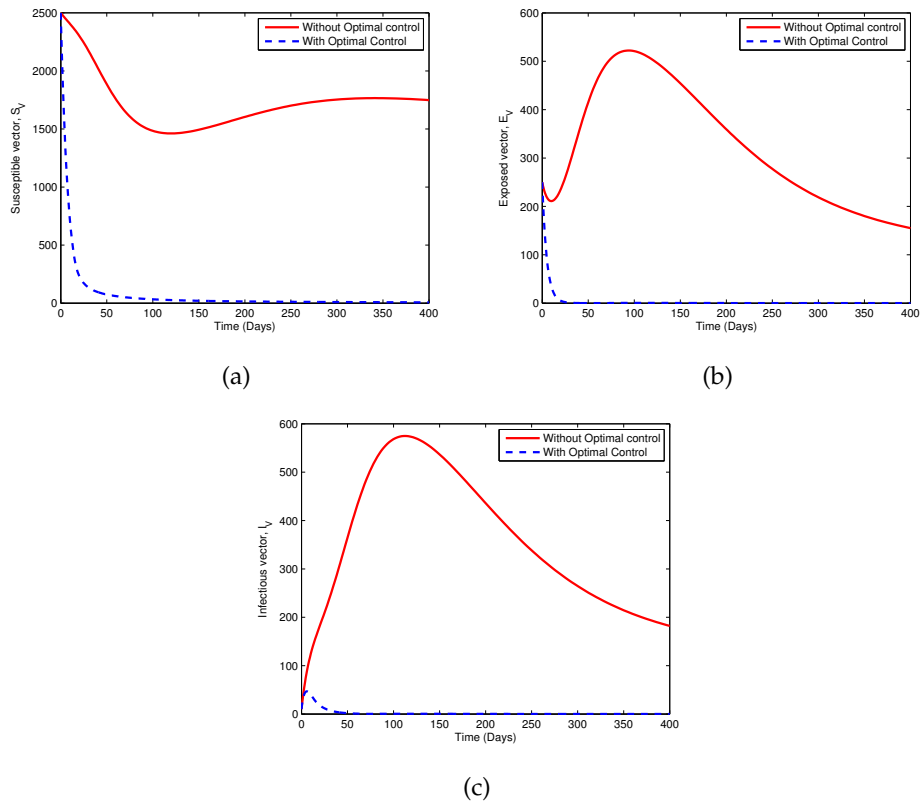 2500
2000
1500
1000
500
0
Susceptible vector, S_V
Without Optimal control
With Optimal Control
0 50 100 150 200 250 300 350 400
Time (Days)
(a)
600
500
400
300
200
100
0
Exposed vector, E_V
Without Optimal control
With Optimal Control
0 50 100 150 200 250 300 350 400
Time (Days)
(b)
600
500
400
300
200
100
0
Infectious vector, I_V
Without Optimal control
With Optimal Control
0 50 100 150 200 250 300 350 400
Time (Days)
(c)